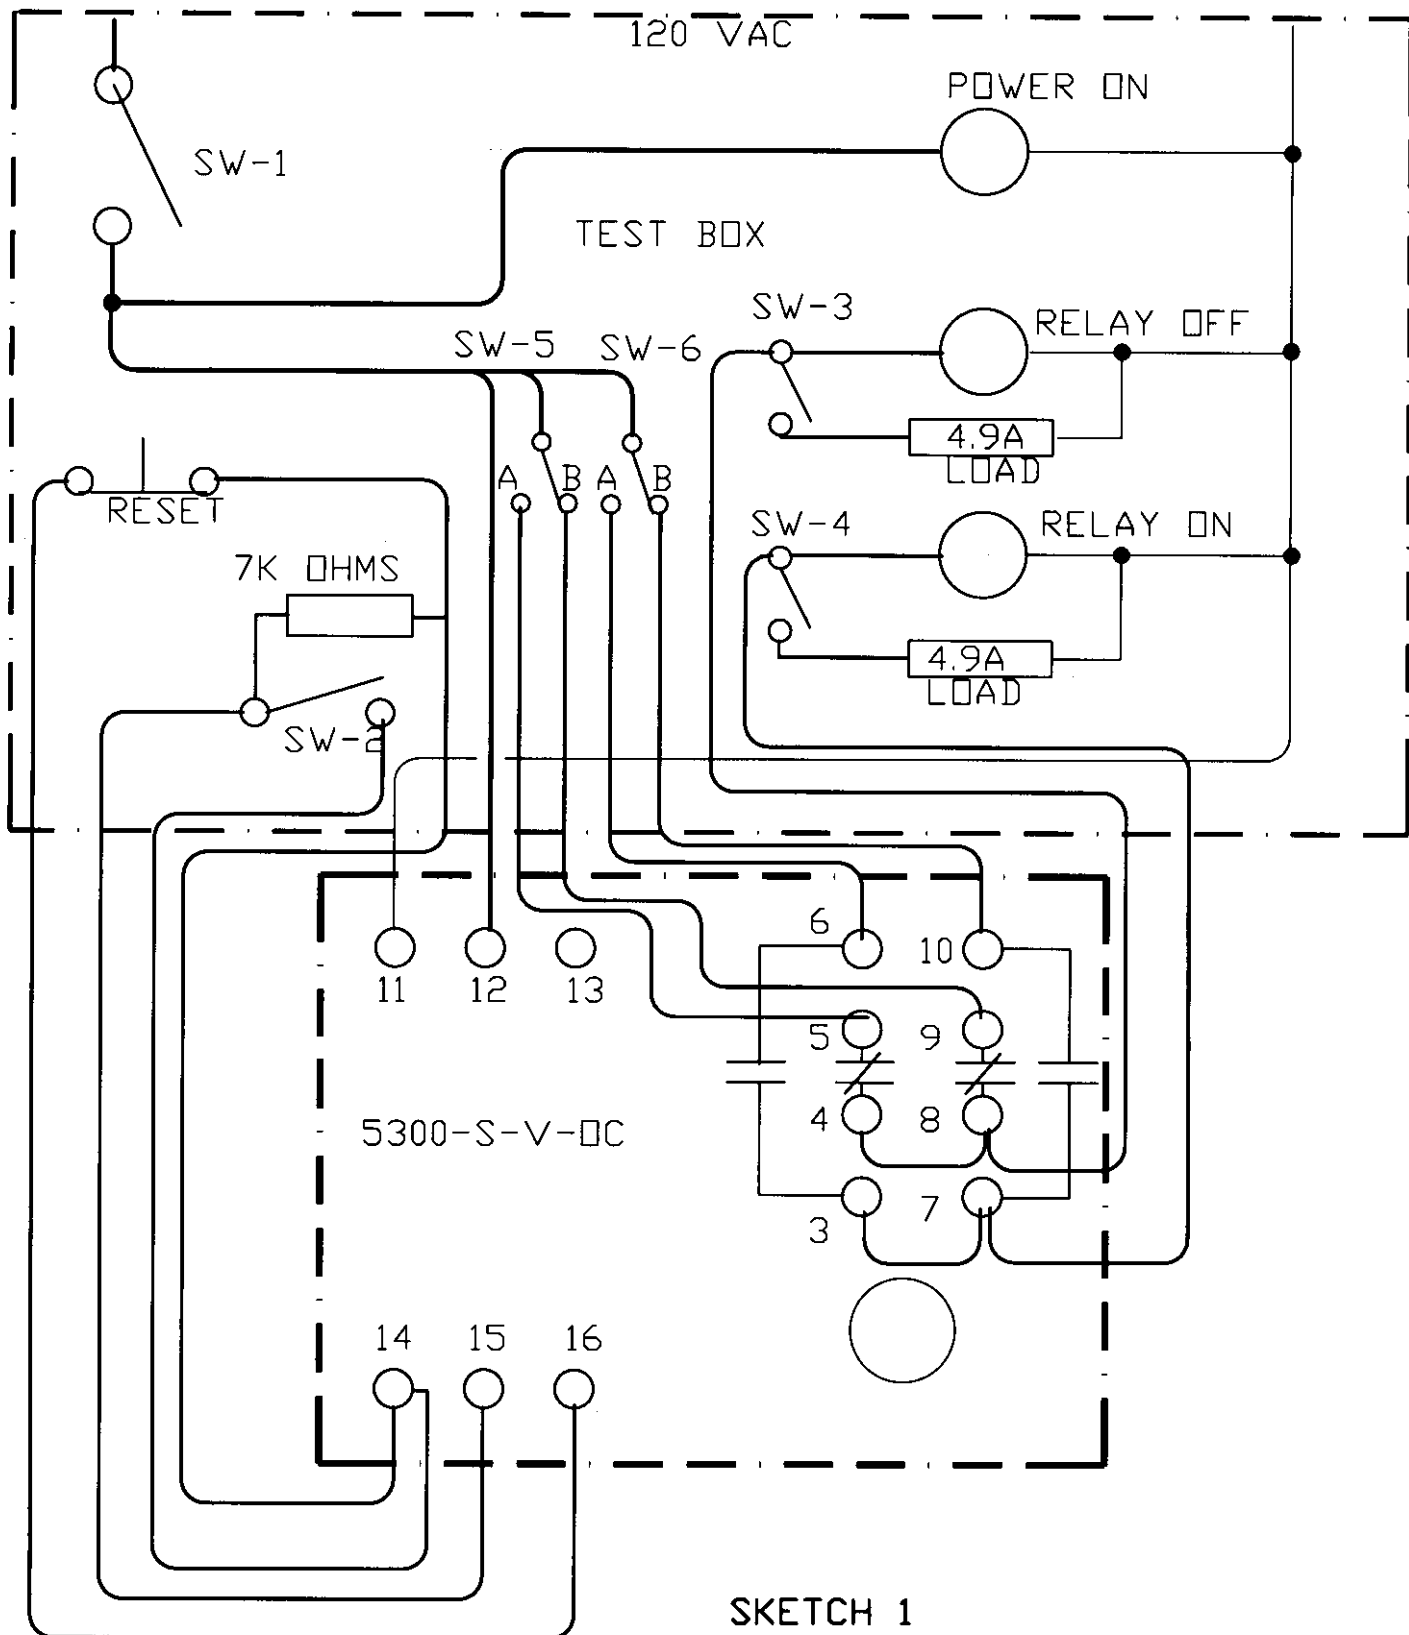 120 VAC
POWER ON
SW-1
TEST BOX
SW-3
RELAY OFF
SW-5
SW-6
4.9A
LOAD
A
B
A
B
RESET
SW-4
RELAY ON
7K OHMS
4.9A
LOAD
SW-2
6
10
11
12
13
5
9
4
8
5300-S-V-OC
3
7
14
15
16
SKETCH 1